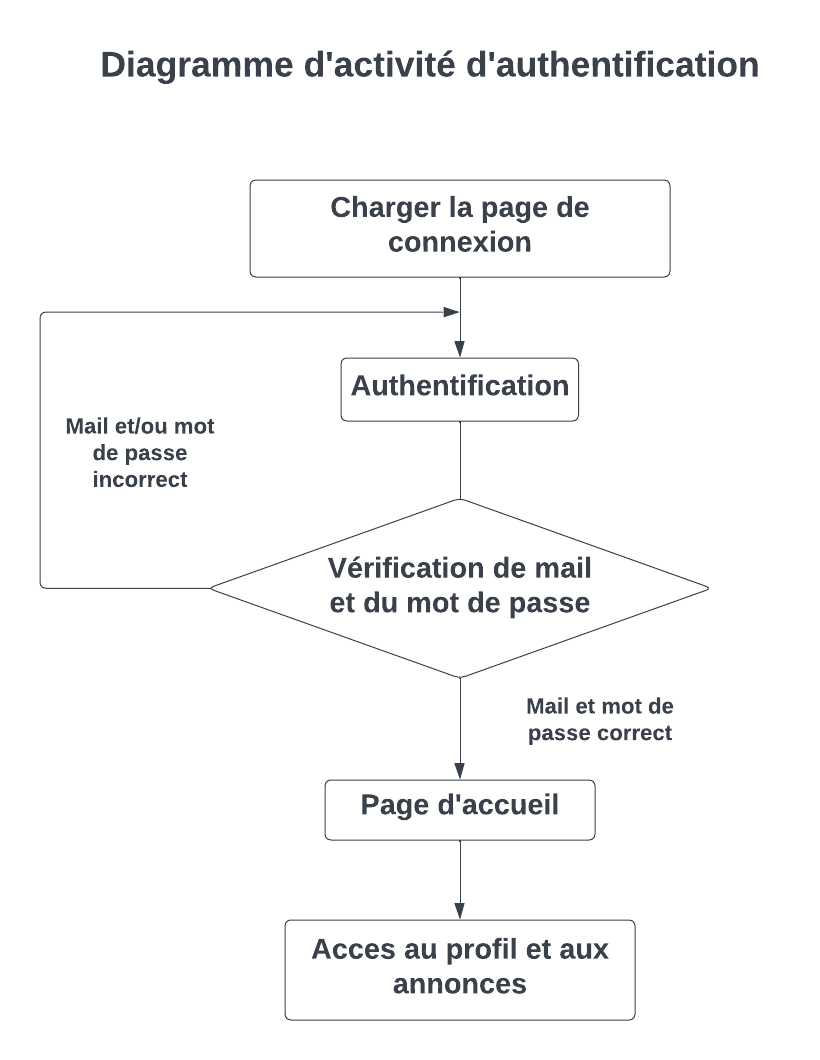 Diagramme d'activité d'authentification
Charger la page de
connexion
Authentification
Mail et/ou mot
de passe
incorrect
Vérification de mail
et du mot de passe
Mail et mot de
passe correct
Page d'accueil
Acces au profil et aux
annonces